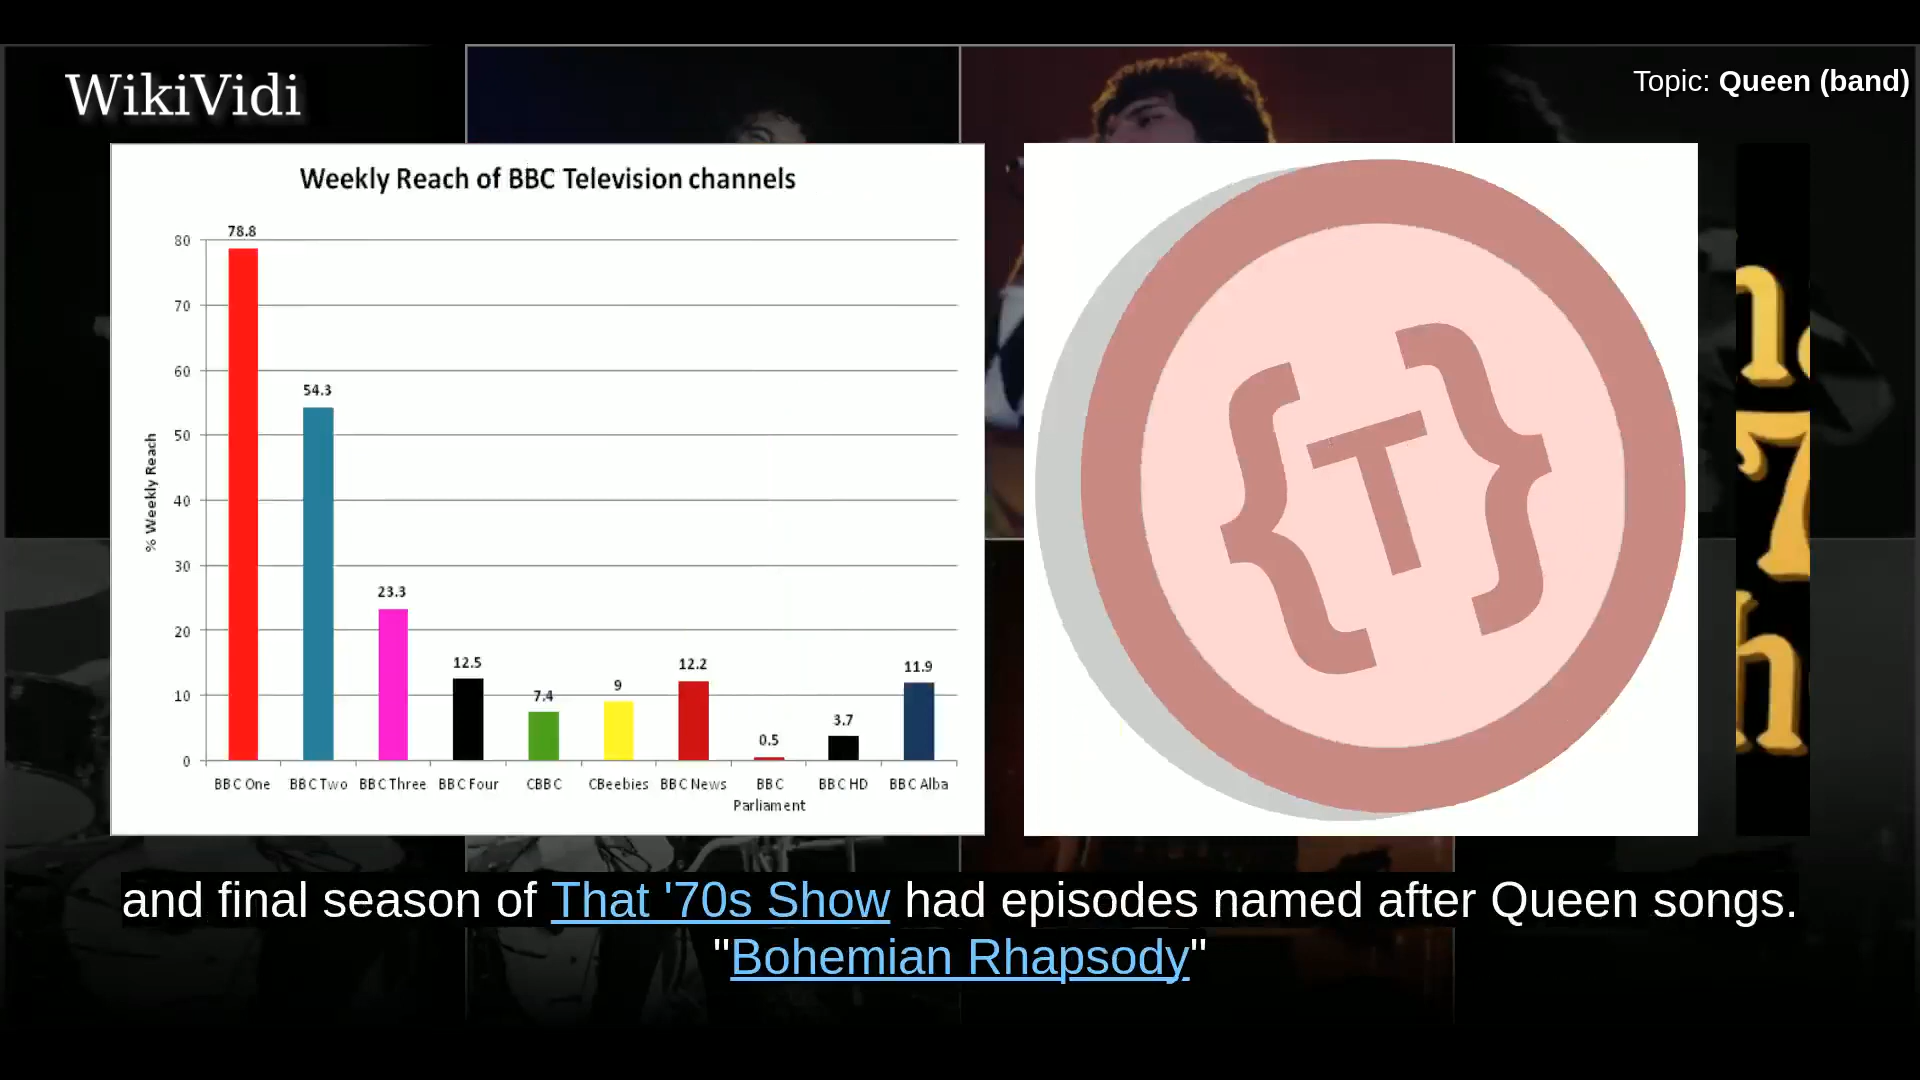 WikiVidi
Topic: Queen (band)
Weekly Reach of BBC Television channels
% Weekly Reach
80
70
60
50
40
30
20
10
0
78.8
54.3
23.3
12.5
7.4
9
12.2
0.5
3.7
11.9
BBC One
BBC Two
BBC Three
BBC Four
CBBC
CBeebies
BBC News
BBC
Parliament
BBC HD
BBC Alba
{T}
7
h
and final season of That '70s Show had episodes named after Queen songs.
"Bohemian Rhapsody"